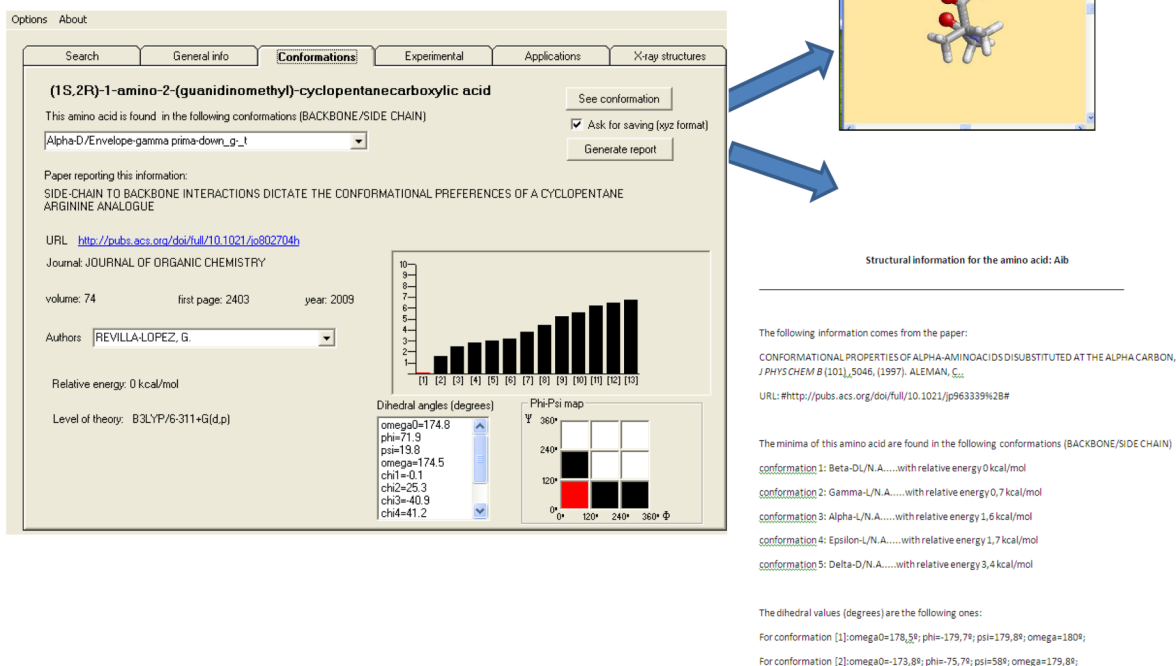 Options About
Search General info Conformations Experimental Applications X-ray structures
(1S,2R)-1-amino-2-(guanidinomethyl)-cyclopentanecarboxylic acid
This amino acid is found in the following conformations (BACKBONE/SIDE CHAIN)
Alpha-D/Envelope-gamma prima-down_g-_t
See conformation
Ask for saving (xyz format)
Generate report
Paper reporting this information:
SIDE-CHAIN TO BACKBONE INTERACTIONS DICTATE THE CONFORMATIONAL PREFERENCES OF A CYCLOPENTANE
ARGININE ANALOGUE
URL http://pubs.acs.org/doi/full/10.1021/jo802704h
Journal: JOURNAL OF ORGANIC CHEMISTRY
volume: 74 first page: 2403 year: 2009
Authors REVILLA-LOPEZ, G.
Relative energy: 0 kcal/mol
Level of theory: B3LYP/6-311+G(d,p)
10
9
8
7
6
5
4
3
2
1
[1] [2] [3] [4] [5] [6] [7] [8] [9] [10] [11] [12] [13]
Dihedral angles (degrees)
omega0=174.8
phi=71.9
psi=19.8
omega=174.5
chi1=-0.1
chi2=25.3
chi3=-40.9
chi4=41.2
Phi-Psi map
Ψ 360º
240º
120º
0º
0º 120º 240º 360º Φ
Structural information for the amino acid: Aib
The following information comes from the paper:
CONFORMATIONAL PROPERTIES OF ALPHA-AMINOACIDS DISUBSTITUTED AT THE ALPHA CARBON,
J PHYS CHEM B (101),,5046, (1997). ALEMAN, C..
URL: #http://pubs.acs.org/doi/full/10.1021/jp963339%2B#
The minima of this amino acid are found in the following conformations (BACKBONE/SIDE CHAIN)
conformation 1: Beta-DL/N.A.....with relative energy 0 kcal/mol
conformation 2: Gamma-L/N.A.....with relative energy 0,7 kcal/mol
conformation 3: Alpha-L/N.A.....with relative energy 1,6 kcal/mol
conformation 4: Epsilon-L/N.A.....with relative energy 1,7 kcal/mol
conformation 5: Delta-D/N.A.....with relative energy 3,4 kcal/mol
The dihedral values (degrees) are the following ones:
For conformation [1]:omega0=178,5º; phi=-179,7º; psi=179,8º; omega=180º;
For conformation [2]:omega0=-173,8º; phi=-75,7º; psi=58º; omega=179,8º;